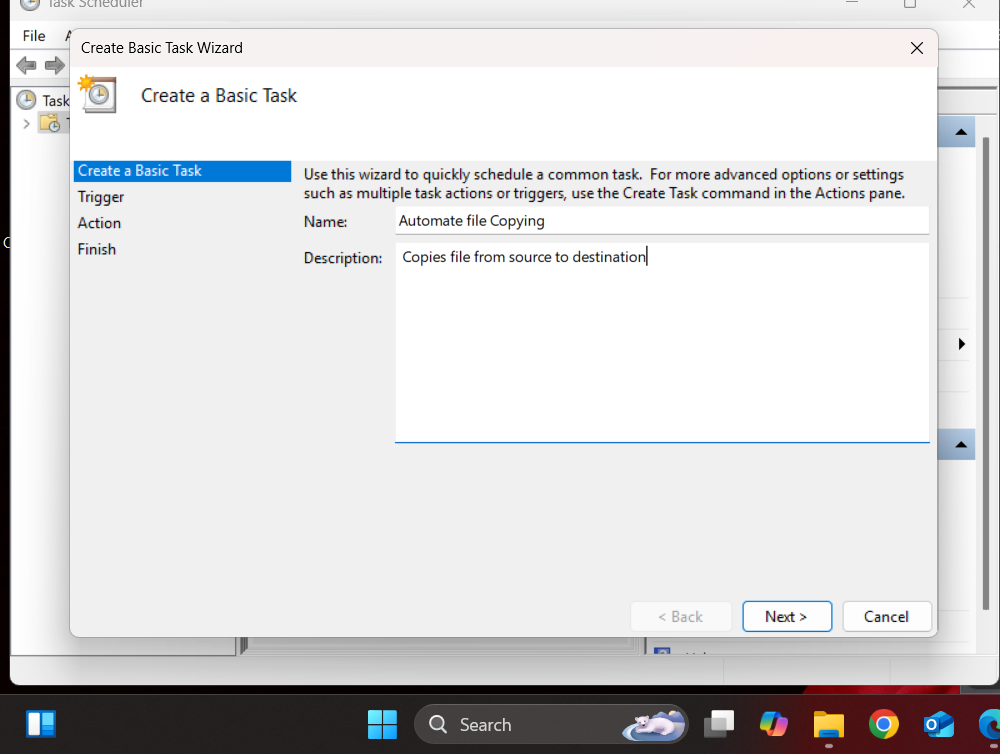 Task Scheduler
File
Create Basic Task Wizard
Create a Basic Task
Task
Create a Basic Task
Trigger
Action
Finish
Use this wizard to quickly schedule a common task. For more advanced options or settings
such as multiple task actions or triggers, use the Create Task command in the Actions pane.
Name:
Automate file Copying
Description:
Copies file from source to destination
< Back
Next >
Cancel
Search